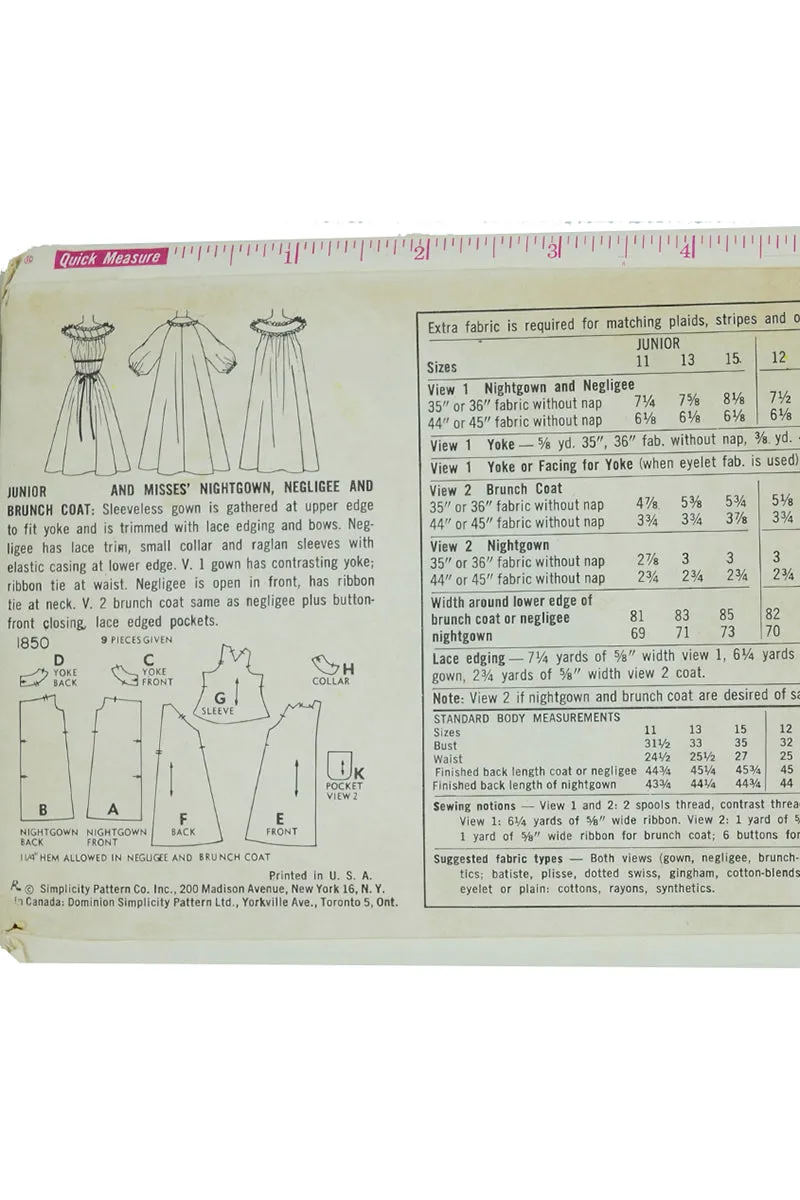 Quick Measure
1 2 3 4
JUNIOR AND MISSES' NIGHTGOWN, NEGLIGEE AND
BRUNCH COAT: Sleeveless gown is gathered at upper edge
to fit yoke and is trimmed with lace edging and bows. Neg-
ligee has lace trim, small collar and raglan sleeves with
elastic casing at lower edge. V. 1 gown has contrasting yoke;
ribbon tie at waist. Negligee is open in front, has ribbon
tie at neck. V. 2 brunch coat same as negligee plus button-
front closing, lace edged pockets.
1850 9 PIECES GIVEN
D
YOKE
BACK
C
YOKE
FRONT
G
SLEEVE
H
COLLAR
B
NIGHTGOWN
BACK
A
NIGHTGOWN
FRONT
F
BACK
E
FRONT
K
POCKET
VIEW 2
1¼" HEM ALLOWED IN NEGLIGEE AND BRUNCH COAT
Printed in U. S. A.
© Simplicity Pattern Co. Inc., 200 Madison Avenue, New York 16, N. Y.
In Canada: Dominion Simplicity Pattern Ltd., Yorkville Ave., Toronto 5, Ont.
Extra fabric is required for matching plaids, stripes and
JUNIOR
Sizes 11 13 15 12
View 1 Nightgown and Negligee
35" or 36" fabric without nap 7¼ 7⅝ 8⅛ 7½
44" or 45" fabric without nap 6⅛ 6⅛ 6⅛ 6⅛
View 1 Yoke — ⅝ yd. 35", 36" fab. without nap, ⅜ yd.
View 1 Yoke or Facing for Yoke (when eyelet fab. is used)
View 2 Brunch Coat
35" or 36" fabric without nap 4⅞ 5⅜ 5¾ 5⅛
44" or 45" fabric without nap 3¾ 3¾ 3⅞ 3¾
View 2 Nightgown
35" or 36" fabric without nap 2⅞ 3 3 3
44" or 45" fabric without nap 2¾ 2¾ 2¾ 2¾
Width around lower edge of
brunch coat or negligee 81 83 85 82
nightgown 69 71 73 70
Lace edging — 7¼ yards of ⅝" width view 1, 6¼ yards
gown, 2¾ yards of ⅝" width view 2 coat.
Note: View 2 if nightgown and brunch coat are desired of
STANDARD BODY MEASUREMENTS
Sizes 11 13 15 12
Bust 31½ 33 35 32
Waist 24½ 25½ 27 25
Finished back length coat or negligee 44¾ 45¼ 45¾ 45
Finished back length of nightgown 43¾ 44¼ 44¾ 44
Sewing notions — View 1 and 2: 2 spools thread, contrast
View 1: 6¼ yards of ⅝" wide ribbon. View 2: 1 yard of
1 yard of ⅝" wide ribbon for brunch coat; 6 buttons for
Suggested fabric types — Both views (gown, negligee, brunch-
tics; batiste, plisse, dotted swiss, gingham, cotton-blends
eyelet or plain: cottons, rayons, synthetics.